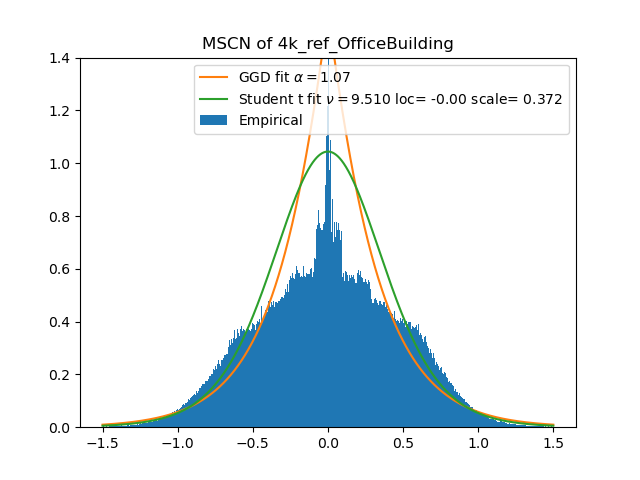 MSCN of 4k_ref_OfficeBuilding
GGD fit α = 1.07
Student t fit ν = 9.510 loc= -0.00 scale= 0.372
Empirical
1.4
1.2
1.0
0.8
0.6
0.4
0.2
0.0
−1.5 −1.0 −0.5 0.0 0.5 1.0 1.5